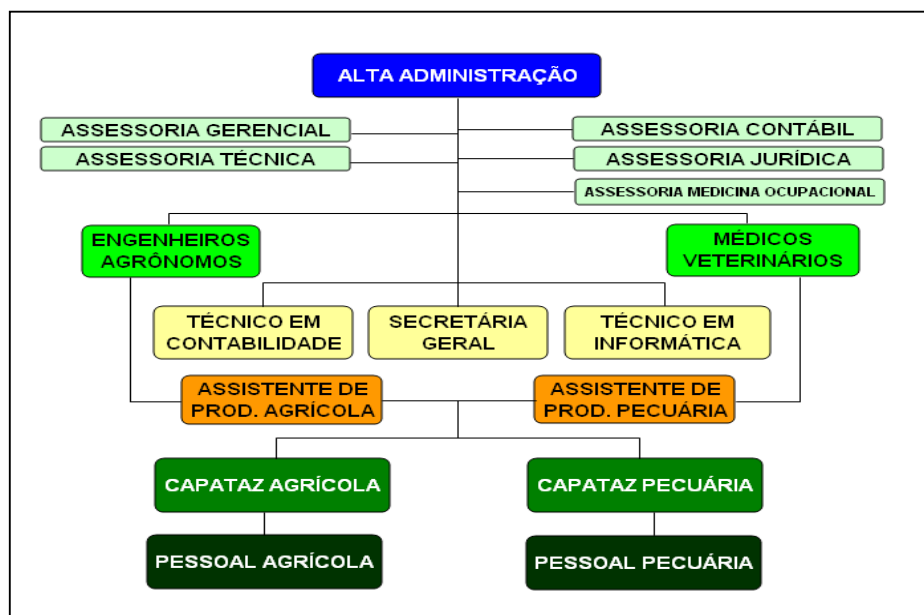 ALTA ADMINISTRAÇÃO
ASSESSORIA GERENCIAL
ASSESSORIA CONTÁBIL
ASSESSORIA TÉCNICA
ASSESSORIA JURÍDICA
ASSESSORIA MEDICINA OCUPACIONAL
ENGENHEIROS
AGRÔNOMOS
MÉDICOS
VETERINÁRIOS
TÉCNICO EM
CONTABILIDADE
SECRETÁRIA
GERAL
TÉCNICO EM
INFORMÁTICA
ASSISTENTE DE
PROD. AGRÍCOLA
ASSISTENTE DE
PROD. PECUÁRIA
CAPATAZ AGRÍCOLA
CAPATAZ PECUÁRIA
PESSOAL AGRÍCOLA
PESSOAL PECUÁRIA